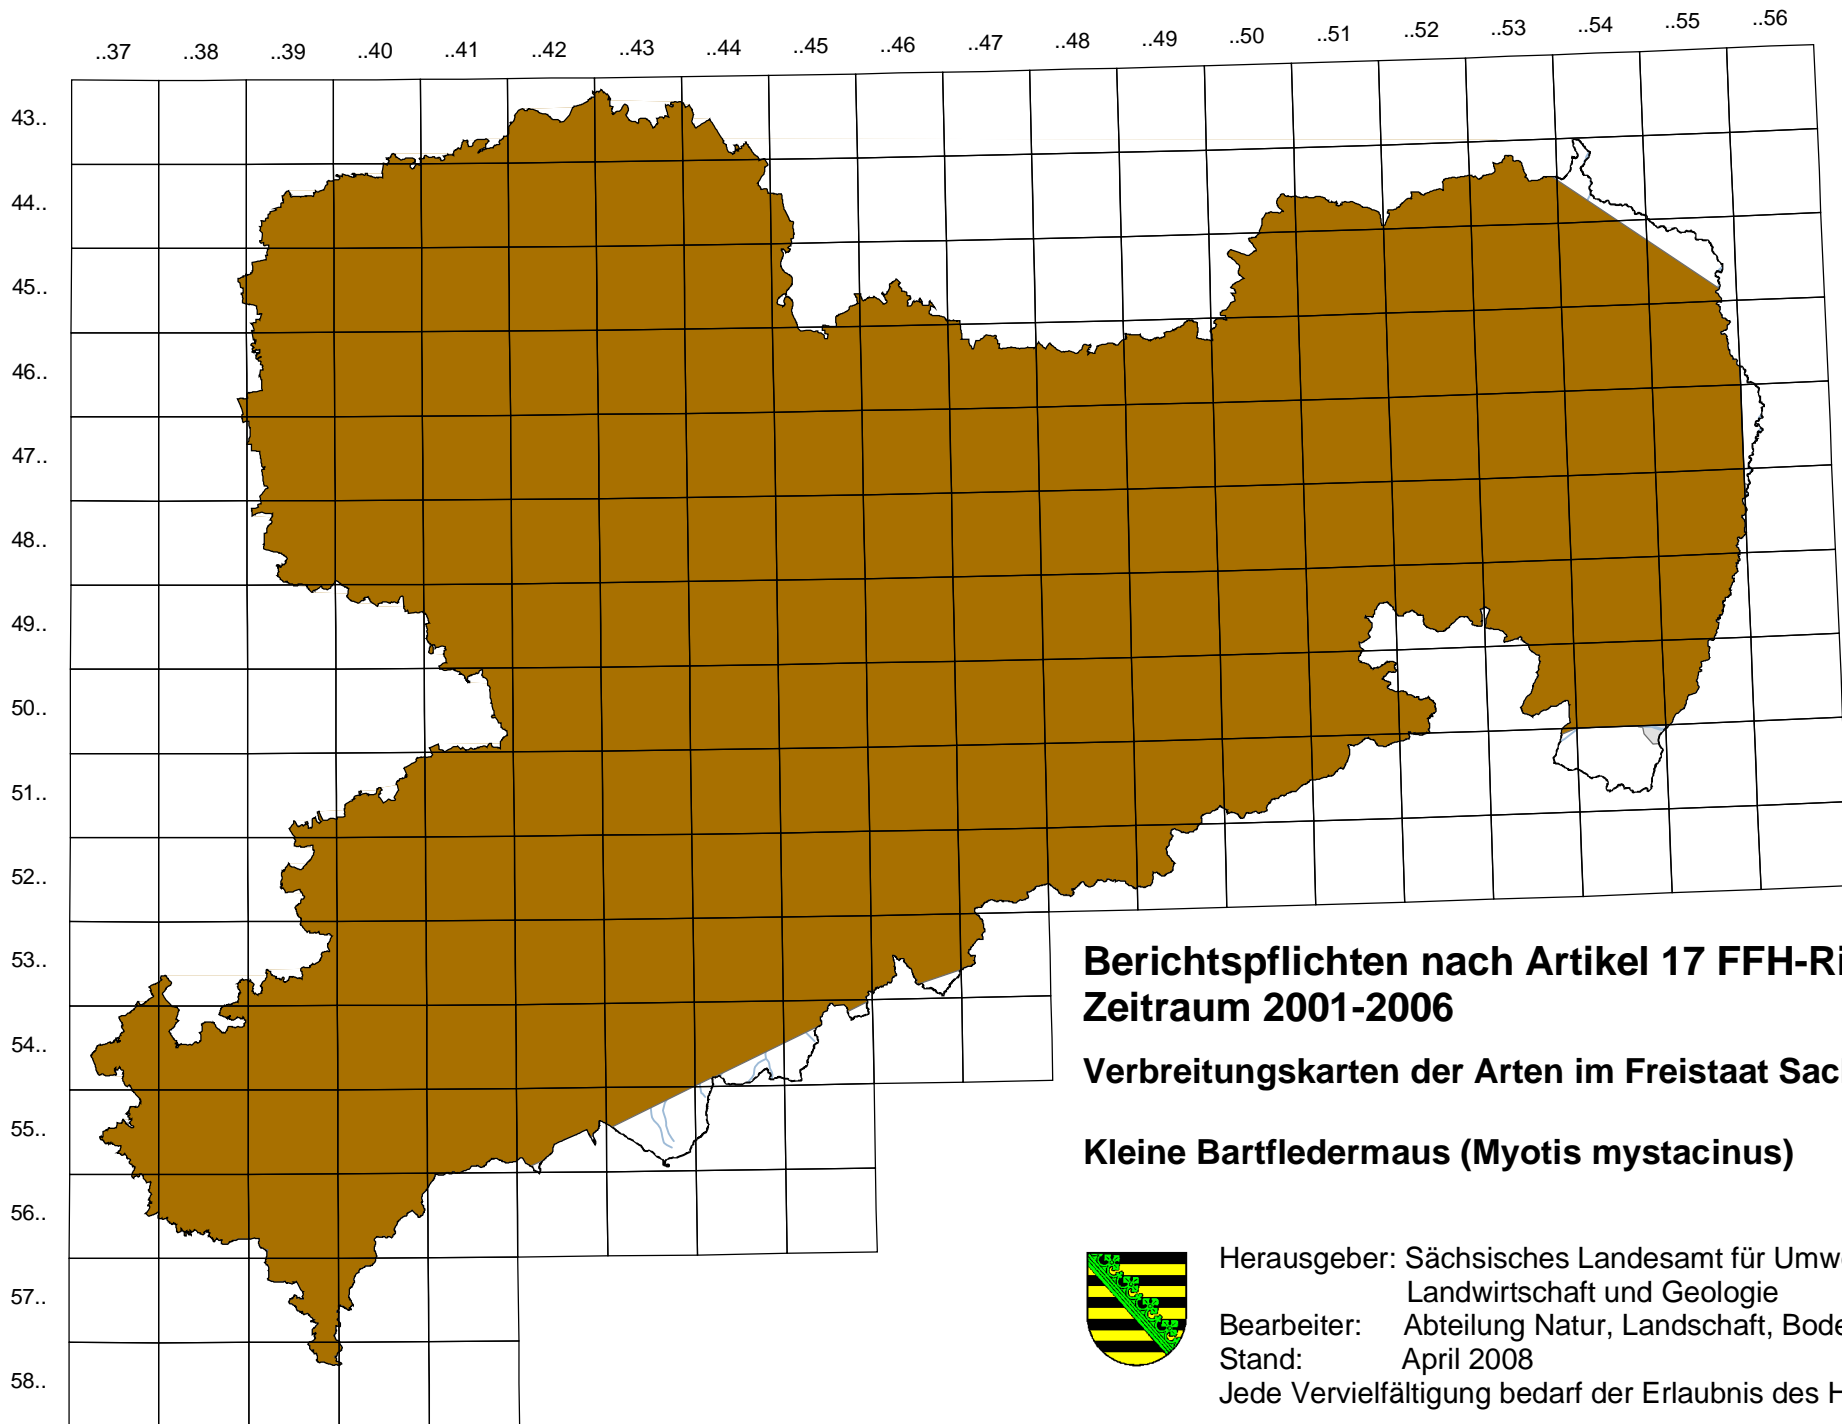 ..37 ..38 ..39 ..40 ..41 ..42 ..43 ..44 ..45 ..46 ..47 ..48 ..49 ..50 ..51 ..52 ..53 ..54 ..55 ..56
43..
44..
45..
46..
47..
48..
49..
50..
51..
52..
53..
54..
55..
56..
57..
58..
Berichtspflichten nach Artikel 17 FFH-Ri
Zeitraum 2001-2006
Verbreitungskarten der Arten im Freistaat Sac
Kleine Bartfledermaus (Myotis mystacinus)
Herausgeber: Sächsisches Landesamt für Umw
Landwirtschaft und Geologie
Bearbeiter: Abteilung Natur, Landschaft, Bode
Stand: April 2008
Jede Vervielfältigung bedarf der Erlaubnis des H